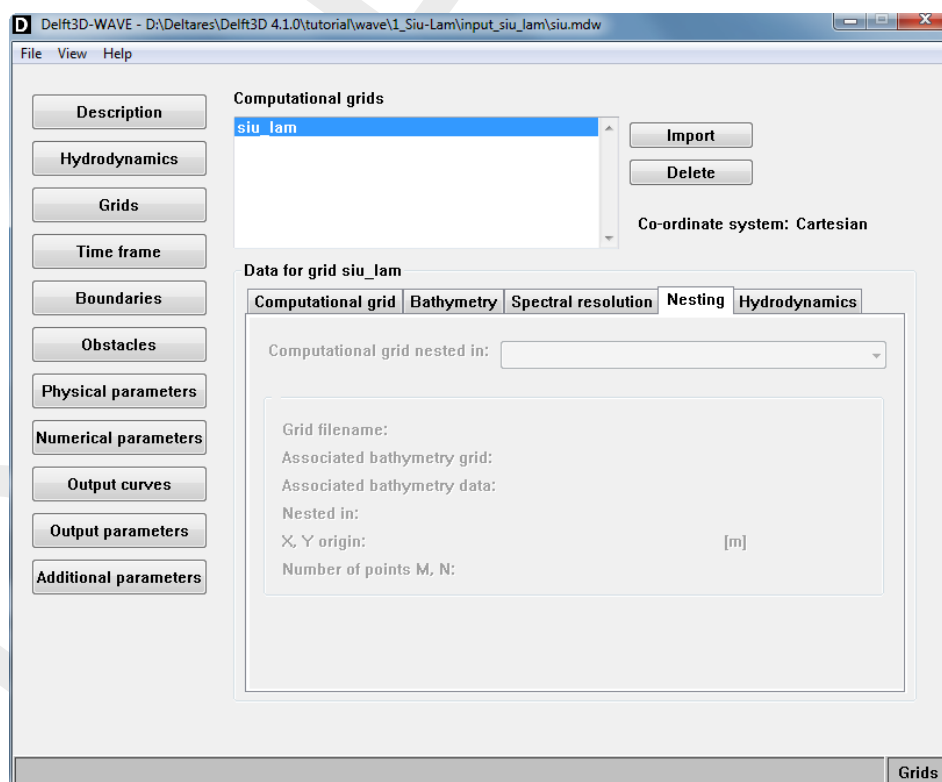 Delft3D-WAVE - D:\Deltares\Delft3D 4.1.0\tutorial\wave\1_Siu-Lam\input_siu_lam\siu.mdw
File View Help
Description
Hydrodynamics
Grids
Time frame
Boundaries
Obstacles
Physical parameters
Numerical parameters
Output curves
Output parameters
Additional parameters
Computational grids
siu_lam
Import
Delete
Co-ordinate system: Cartesian
Data for grid siu_lam
Computational grid Bathymetry Spectral resolution Nesting Hydrodynamics
Computational grid nested in:
Grid filename:
Associated bathymetry grid:
Associated bathymetry data:
Nested in:
X, Y origin: [m]
Number of points M, N:
Grids